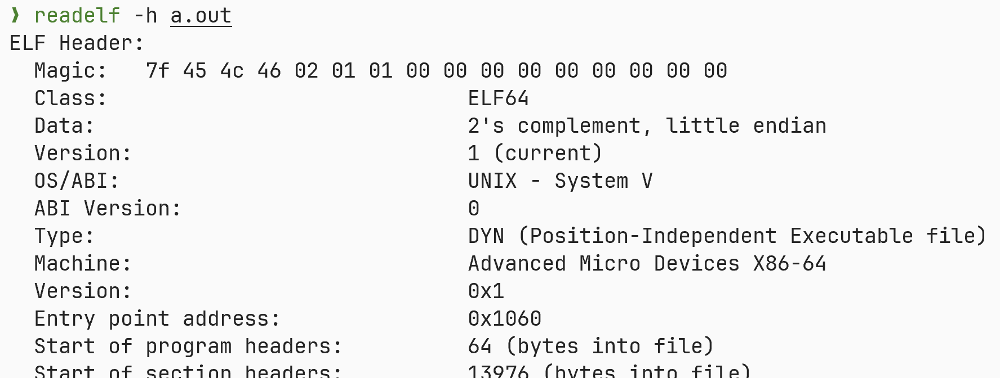 ❯ readelf -h a.out
ELF Header:
  Magic:   7f 45 4c 46 02 01 01 00 00 00 00 00 00 00 00 00
  Class:                             ELF64
  Data:                              2's complement, little endian
  Version:                           1 (current)
  OS/ABI:                            UNIX - System V
  ABI Version:                       0
  Type:                              DYN (Position-Independent Executable file)
  Machine:                           Advanced Micro Devices X86-64
  Version:                           0x1
  Entry point address:               0x1060
  Start of program headers:          64 (bytes into file)
  Start of section headers:          13976 (bytes into file)